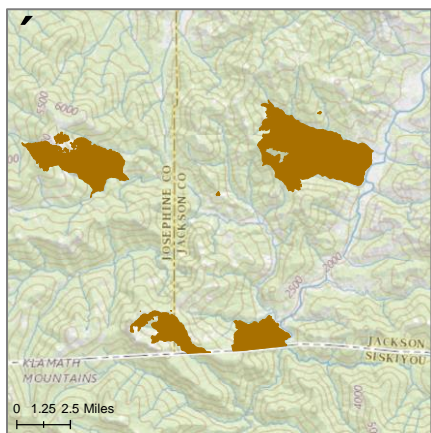 5500
6000
00
JOSEPHINE CO
JACKSON CO
2000
2500
JACKSON
SISKIYOU
KLAMATH
MOUNTAINS
4000
0 1.25 2.5 Miles